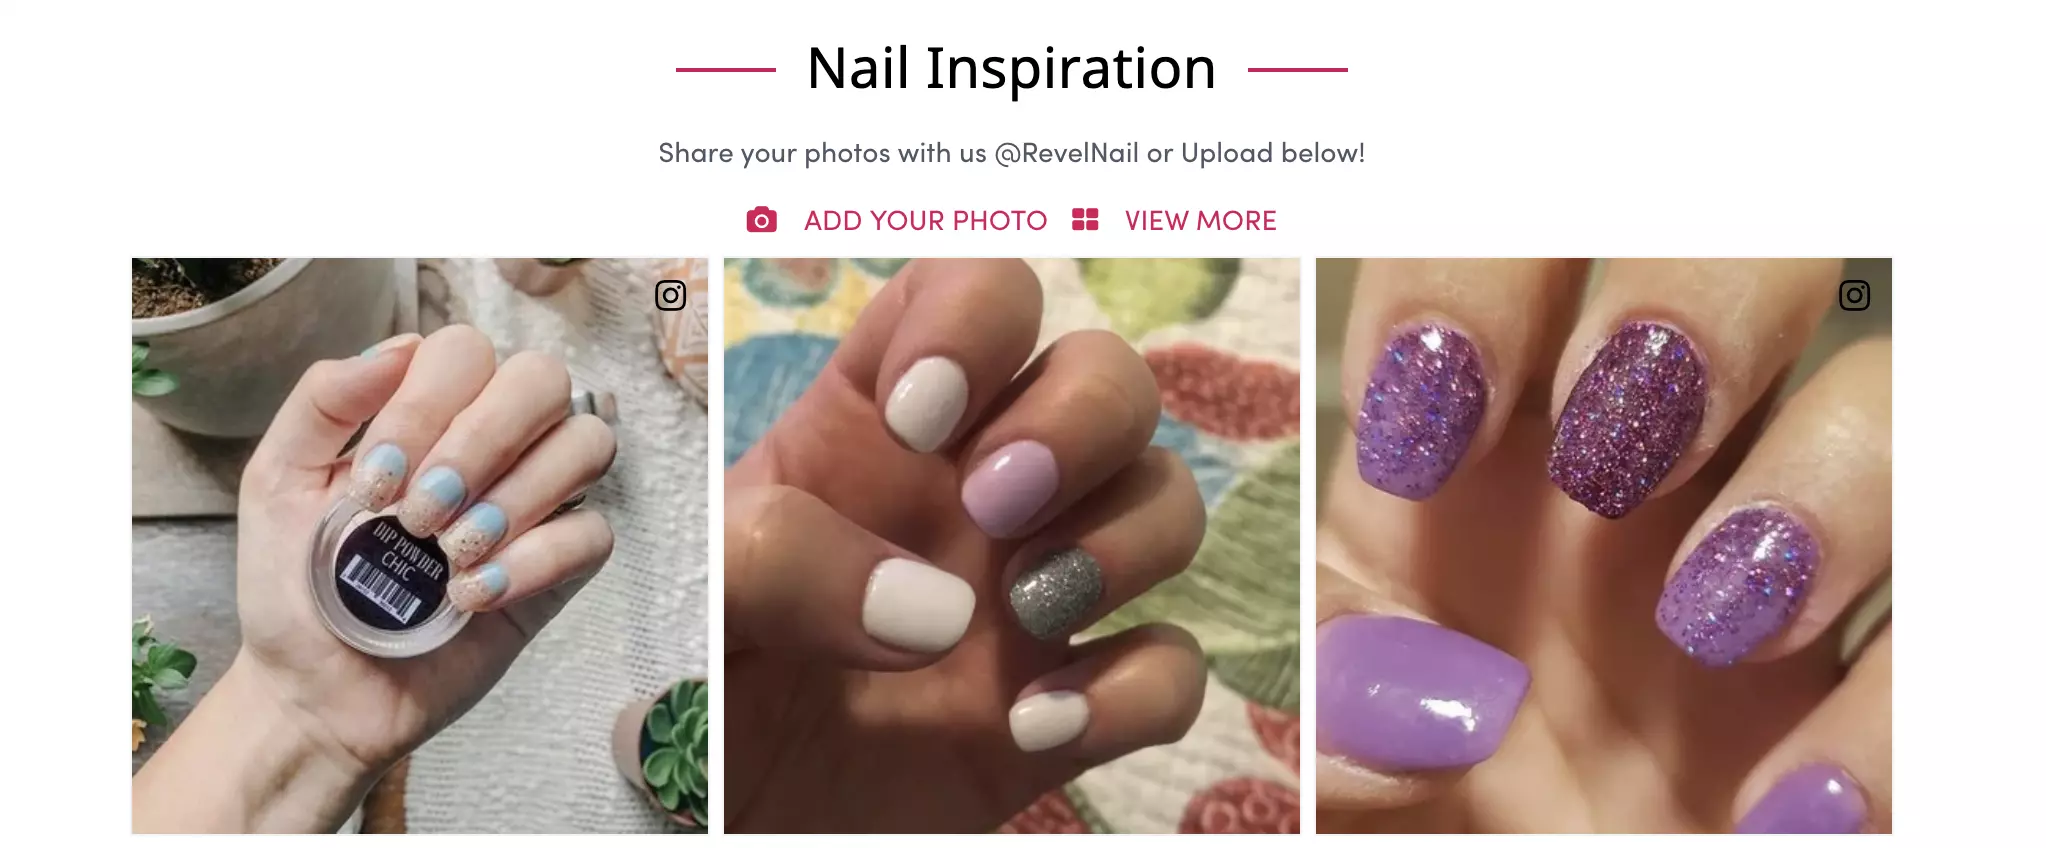 Nail Inspiration
Share your photos with us @RevelNail or Upload below!
ADD YOUR PHOTO VIEW MORE
DIP POWDER
CHIC